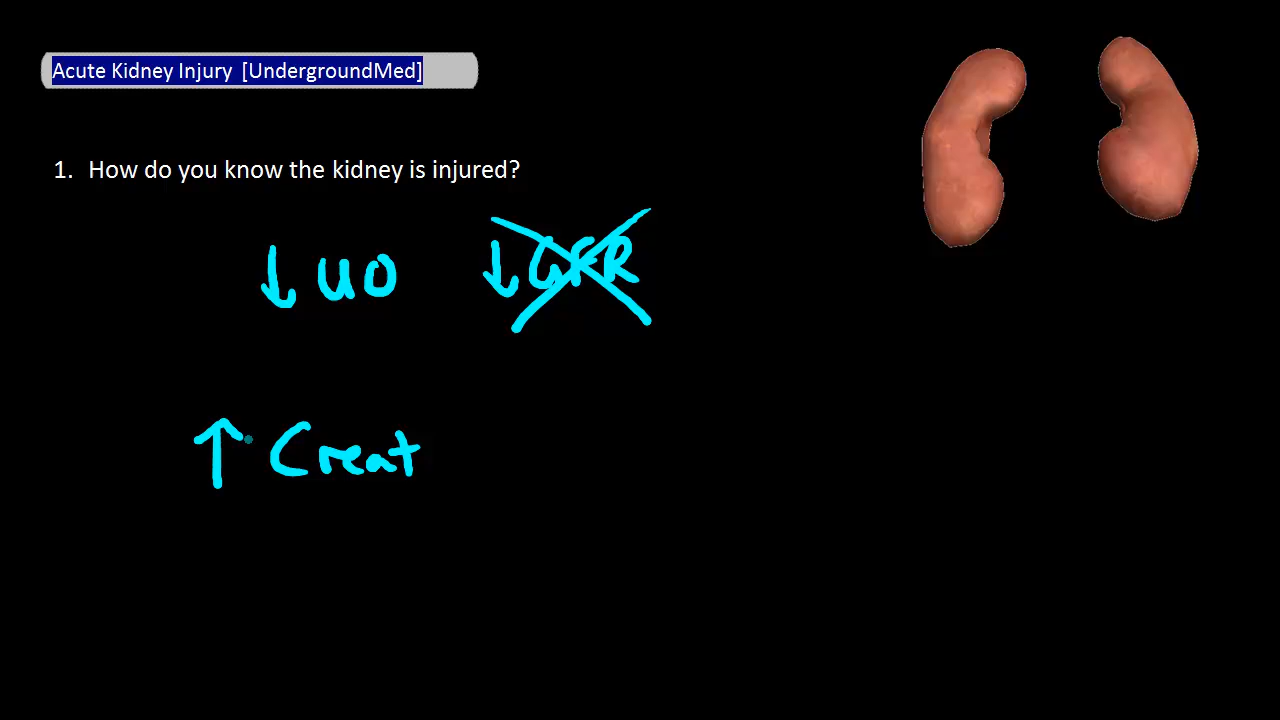 Acute Kidney Injury [UndergroundMed]
1. How do you know the kidney is injured?
↓ UO ↓ GFR
↑ Creat